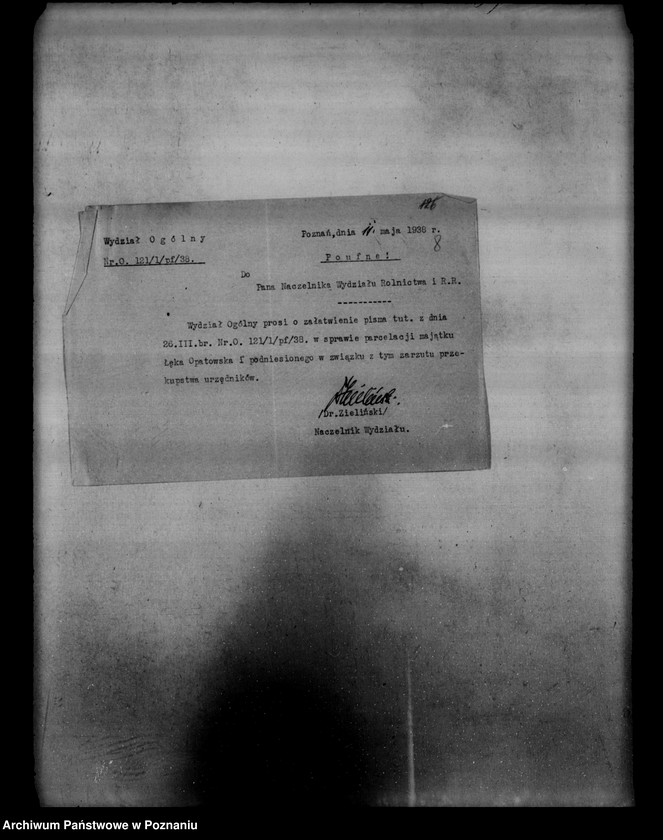 186
Wydział Ogólny
Poznań, dnia 11. maja 1938 r.
8
Nr.O. 121/1/pf/38.
Poufne!
Do
Pana Naczelnika Wydziału Rolnictwa i R.R.
-----------
Wydział Ogólny prosi o załatwienie pisma tut. z dnia
26.III.br. Nr.O. 121/1/pf/38. w sprawie parcelacji majątku
Łęka Opatowska i podniesionego w związku z tym zarzutu prze-
kupstwa urzędników.
/Dr.Zieliński/
Naczelnik Wydziału.
Archiwum Państwowe w Poznaniu